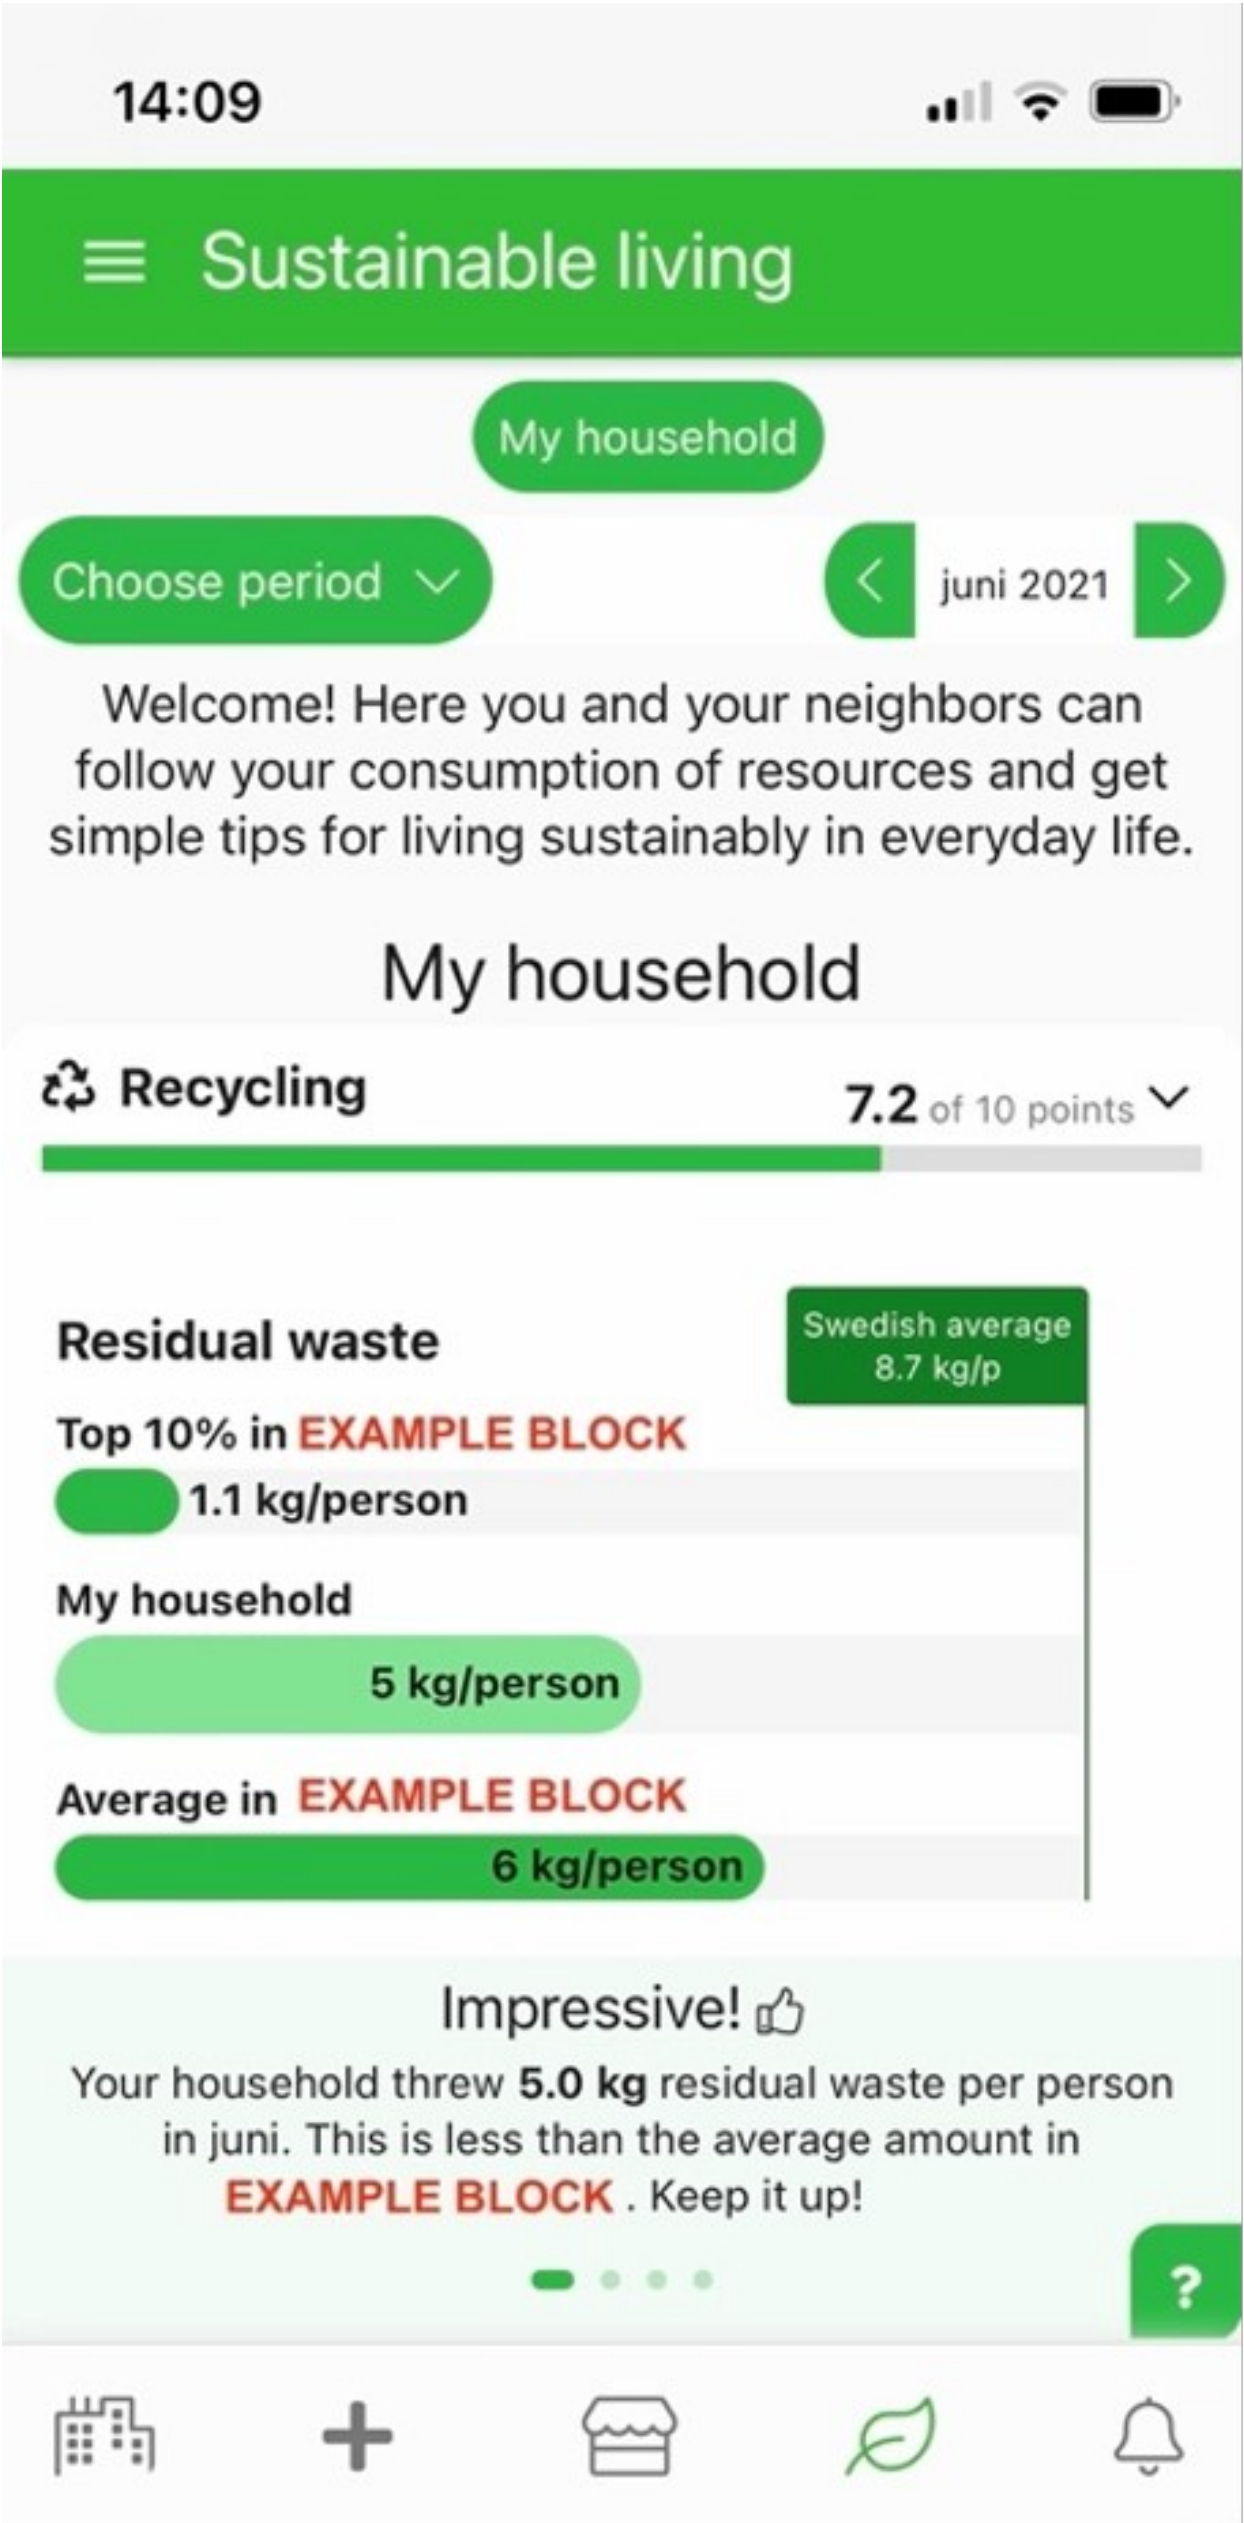 14:09
Sustainable living
My household
Choose period
juni 2021
Welcome! Here you and your neighbors can
follow your consumption of resources and get
simple tips for living sustainably in everyday life.
My household
Recycling
7.2 of 10 points
Swedish average
8.7 kg/p
Residual waste
Top 10% in EXAMPLE BLOCK
1.1 kg/person
My household
5 kg/person
Average in EXAMPLE BLOCK
6 kg/person
Impressive!
Your household threw 5.0 kg residual waste per person
in juni. This is less than the average amount in
EXAMPLE BLOCK . Keep it up!
?